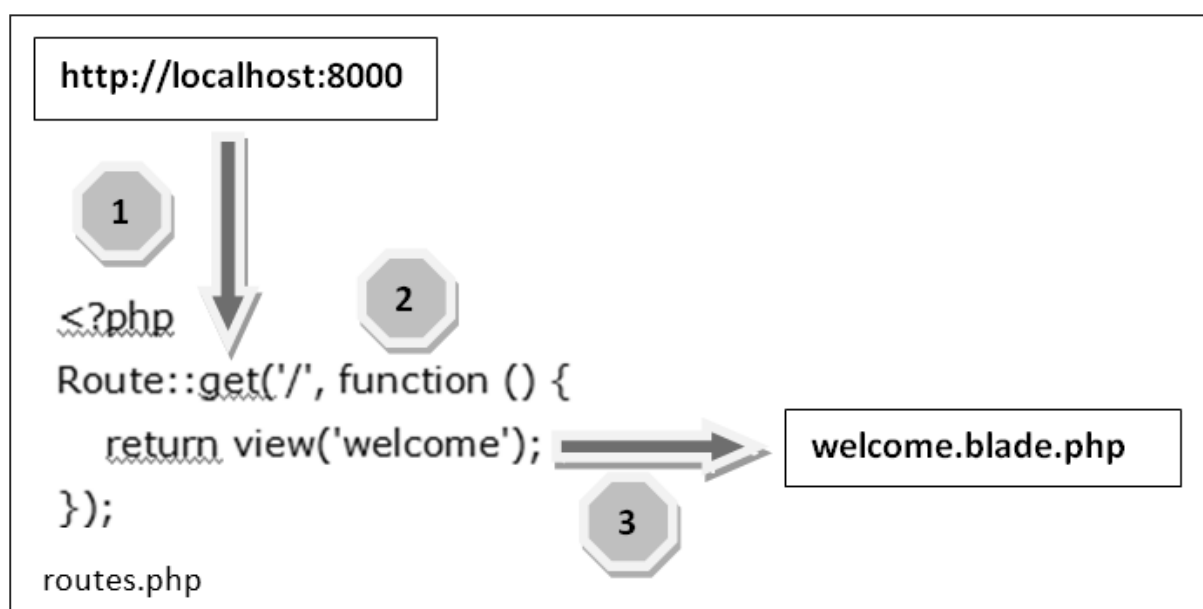 http://localhost:8000
1
<?php
2
Route::get('/', function () {
return view('welcome');
welcome.blade.php
});
3
routes.php